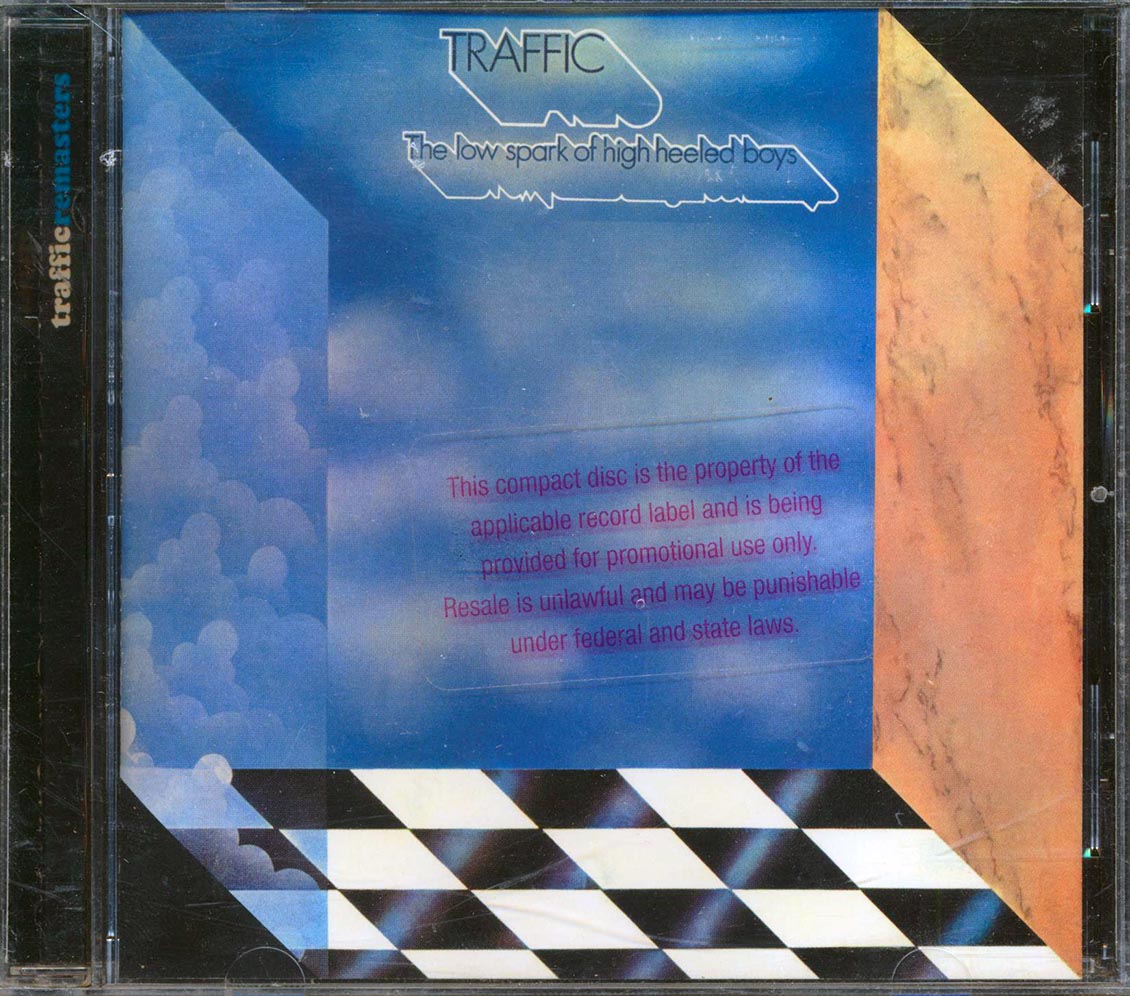 trafficremasters
TRAFFIC
The low spark of high heeled boys
This compact disc is the property of the
applicable record label and is being
provided for promotional use only.
Resale is unlawful and may be punishable
under federal and state laws.